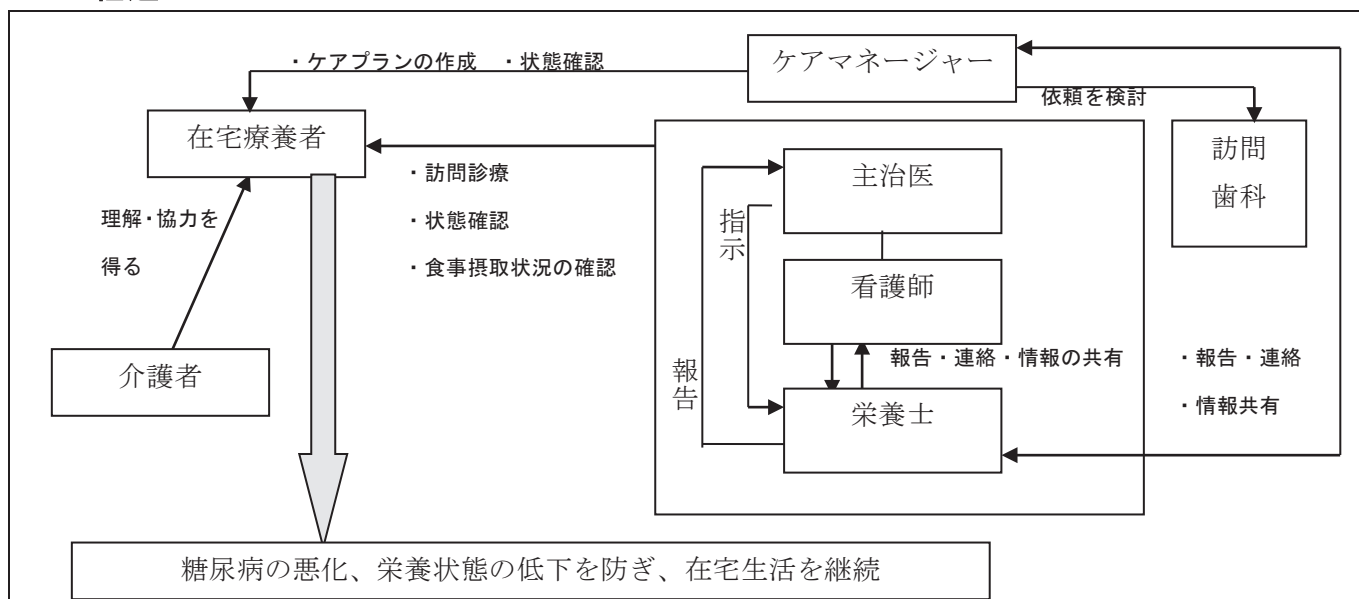 ・ケアプランの作成　・状態確認
ケアマネージャー
依頼を検討
在宅療養者
訪問
歯科
・訪問診療
・状態確認
・食事摂取状況の確認
主治医
指示
理解・協力を
得る
看護師
報告・連絡・情報の共有
・報告・連絡
・情報共有
介護者
報告
栄養士
糖尿病の悪化、栄養状態の低下を防ぎ、在宅生活を継続